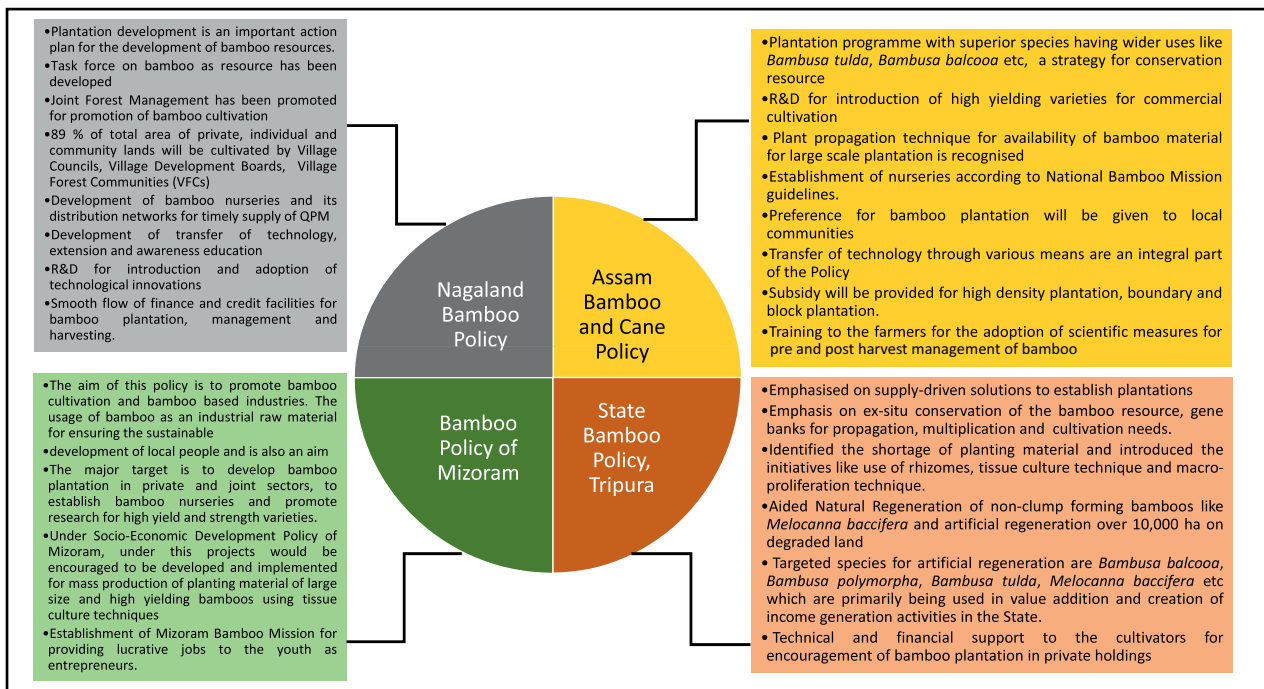 •Plantation development is an important action
plan for the development of bamboo resources.
•Task force on bamboo as resource has been
developed
•Joint Forest Management has been promoted
for promotion of bamboo cultivation
•89 % of total area of private, individual and
community lands will be cultivated by Village
Councils, Village Development Boards, Village
Forest Communities (VFCs)
•Development of bamboo nurseries and its
distribution networks for timely supply of QPM
•Development of transfer of technology,
extension and awareness education
•R&D for introduction and adoption of
technological innovations
•Smooth flow of finance and credit facilities for
bamboo plantation, management and
harvesting.
•Plantation programme with superior species having wider uses like
Bambusa tulda, Bambusa balcooa etc, a strategy for conservation
resource
•R&D for introduction of high yielding varieties for commercial
cultivation
• Plant propagation technique for availability of bamboo material
for large scale plantation is recognised
•Establishment of nurseries according to National Bamboo Mission
guidelines.
•Preference for bamboo plantation will be given to local
communities
•Transfer of technology through various means are an integral part
of the Policy
•Subsidy will be provided for high density plantation, boundary and
block plantation.
•Training to the farmers for the adoption of scientific measures for
pre and post harvest management of bamboo
Nagaland
Bamboo
Policy
Assam
Bamboo
and Cane
Policy
Bamboo
Policy of
Mizoram
State
Bamboo
Policy,
Tripura
•The aim of this policy is to promote bamboo
cultivation and bamboo based industries. The
usage of bamboo as an industrial raw material
for ensuring the sustainable
•development of local people and is also an aim
•The major target is to develop bamboo
plantation in private and joint sectors, to
establish bamboo nurseries and promote
research for high yield and strength varieties.
•Under Socio-Economic Development Policy of
Mizoram, under this projects would be
encouraged to be developed and implemented
for mass production of planting material of large
size and high yielding bamboos using tissue
culture techniques
•Establishment of Mizoram Bamboo Mission for
providing lucrative jobs to the youth as
entrepreneurs.
•Emphasised on supply-driven solutions to establish plantations
•Emphasis on ex-situ conservation of the bamboo resource, gene
banks for propagation, multiplication and cultivation needs.
•Identified the shortage of planting material and introduced the
initiatives like use of rhizomes, tissue culture technique and macro-
proliferation technique.
•Aided Natural Regeneration of non-clump forming bamboos like
Melocanna baccifera and artificial regeneration over 10,000 ha on
degraded land
• Targeted species for artificial regeneration are Bambusa balcooa,
Bambusa polymorpha, Bambusa tulda, Melocanna baccifera etc
which are primarily being used in value addition and creation of
income generation activities in the State.
• Technical and financial support to the cultivators for
encouragement of bamboo plantation in private holdings